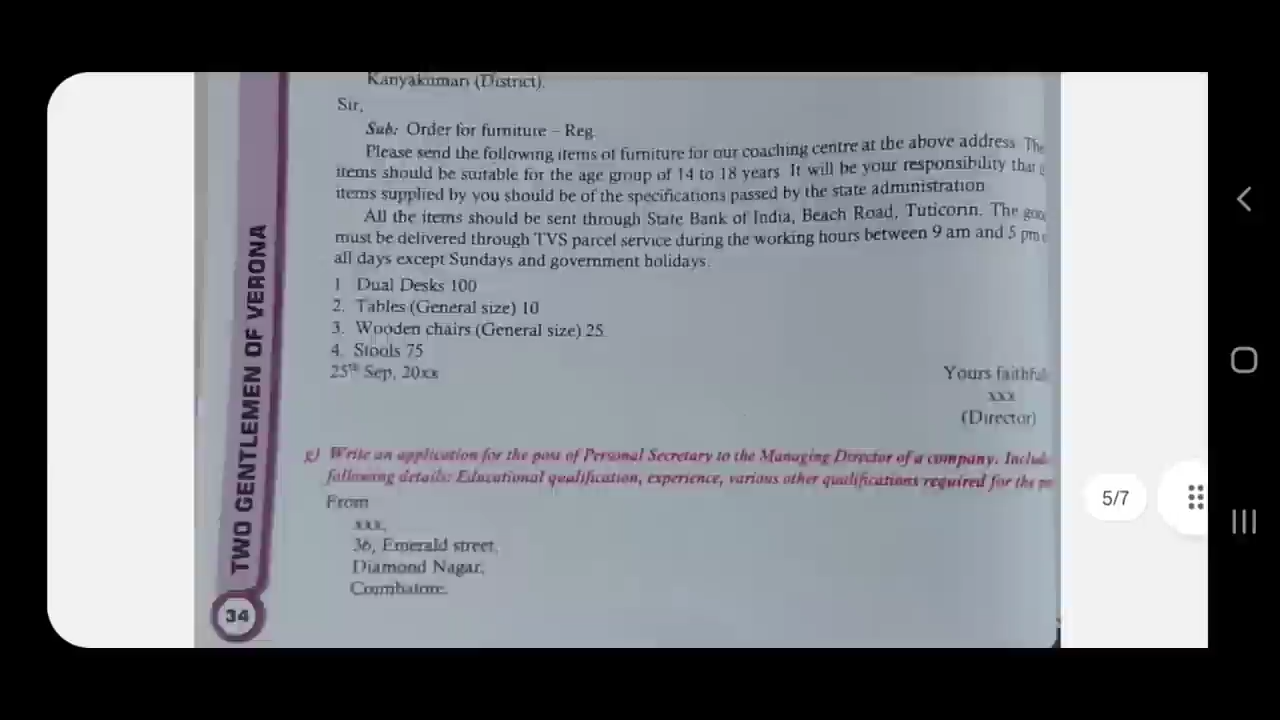 Kanyakumari (District).
Sir,
Sub: Order for furniture – Reg.
Please send the following items of furniture for our coaching centre at the above address. The
items should be suitable for the age group of 14 to 18 years. It will be your responsibility that
items supplied by you should be of the specifications passed by the state administration.
All the items should be sent through State Bank of India, Beach Road, Tuticorin. The
must be delivered through TVS parcel service during the working hours between 9 am and 5 pm
all days except Sundays and government holidays.
1. Dual Desks 100
2. Tables (General size) 10
3. Wooden chairs (General size) 25
4. Stools 75
25th Sep, 20xx
Yours faithful
xxx
(Director)
g) Write an application for the post of Personal Secretary to the Managing Director of a company. Includ
following details: Educational qualification, experience, various other qualifications required for the
From
xxx,
36, Emerald street,
Diamond Nagar,
Coimbatore.
TWO GENTLEMEN OF VERONA
34
5/7